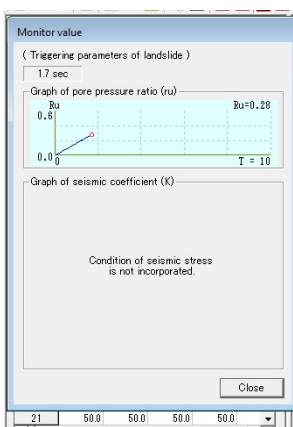 Monitor value
( Triggering parameters of landslide )
1.7 sec
Graph of pore pressure ratio (ru)
Ru Ru=0.28
0.6
0.0
0 T = 10
Graph of seismic coefficient (K)
Condition of seismic stress
is not incorporated.
Close
21 50.0 50.0 50.0 50.0